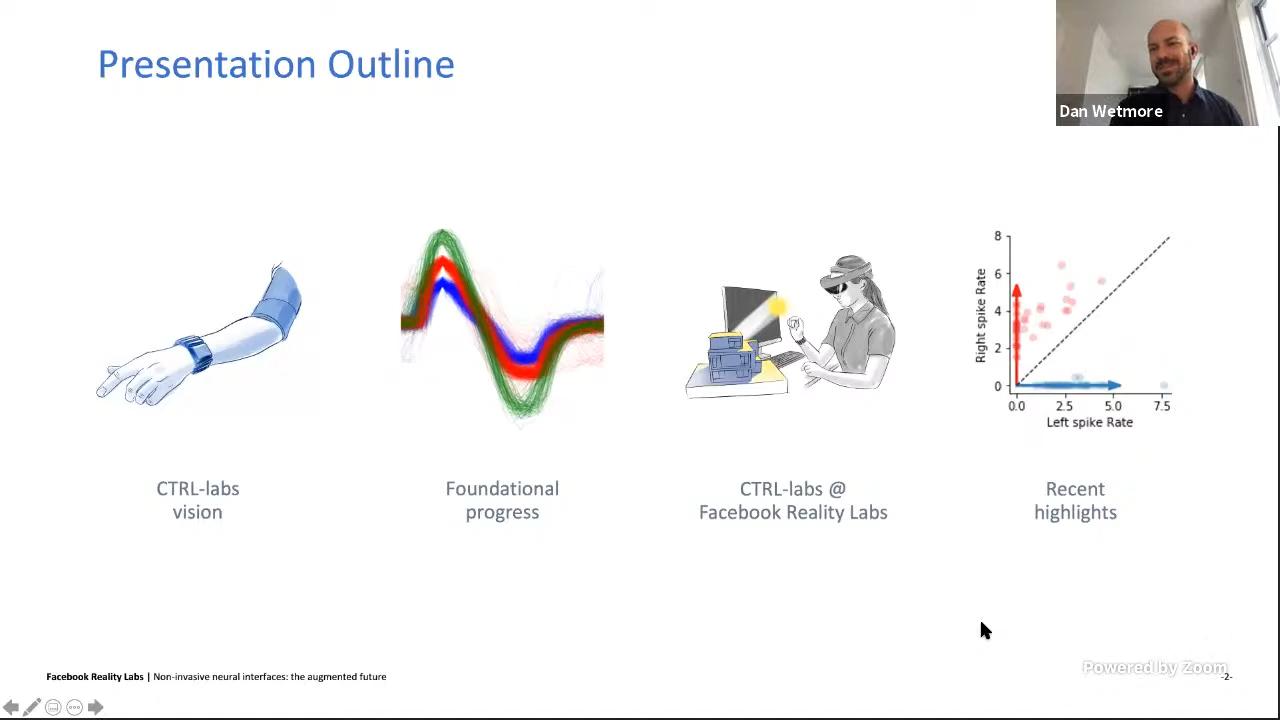 Presentation Outline
Dan Wetmore
8
6
4
2
0
Right spike Rate
0.0 2.5 5.0 7.5
Left spike Rate
CTRL-labs
vision
Foundational
progress
CTRL-labs @
Facebook Reality Labs
Recent
highlights
Facebook Reality Labs | Non-invasive neural interfaces: the augmented future
Powered by Zoom
-2-